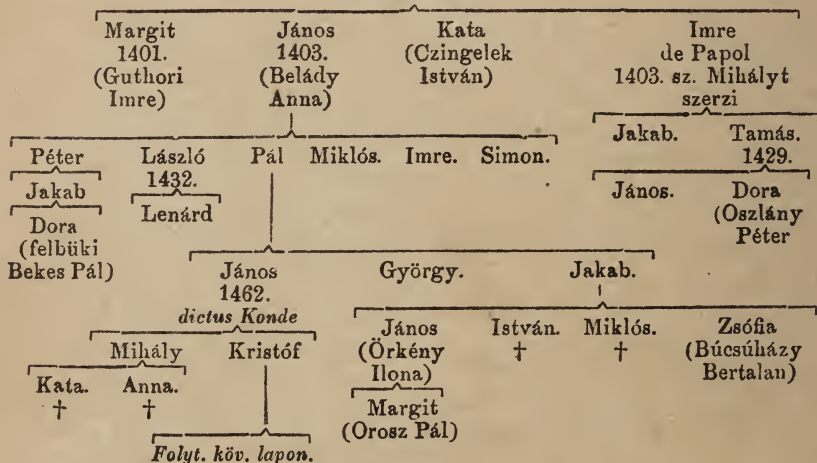 Margit János Kata Imre
1401. 1403. (Czingelek de Papol
(Guthori (Belády István) 1403. sz. Mihályt
Imre) Anna) szerzi
Jakab. Tamás.
1429.
Péter László Pál Miklós. Imre. Simon.
1432.
Jakab Lenárd János. Dora
(Oszlány
Péter
Dora
(felbüki
Bekes Pál)
János György. Jakab.
1462.
dictus Konde
Mihály Kristóf János István. Miklós. Zsófia
(Örkény † † (Búcsúházy
Ilona) Bertalan)
Kata. Anna.
† †
Margit
(Orosz Pál)
Folyt. köv. lapon.